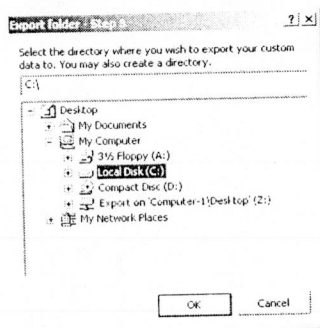 Export folder - Step 8
Select the directory where you wish to export your custom
data to. You may also create a directory.
C:\
Desktop
My Documents
My Computer
3½ Floppy (A:)
Local Disk (C:)
Compact Disc (D:)
Export on 'Computer-1\Desktop' (Z:)
My Network Places
OK
Cancel